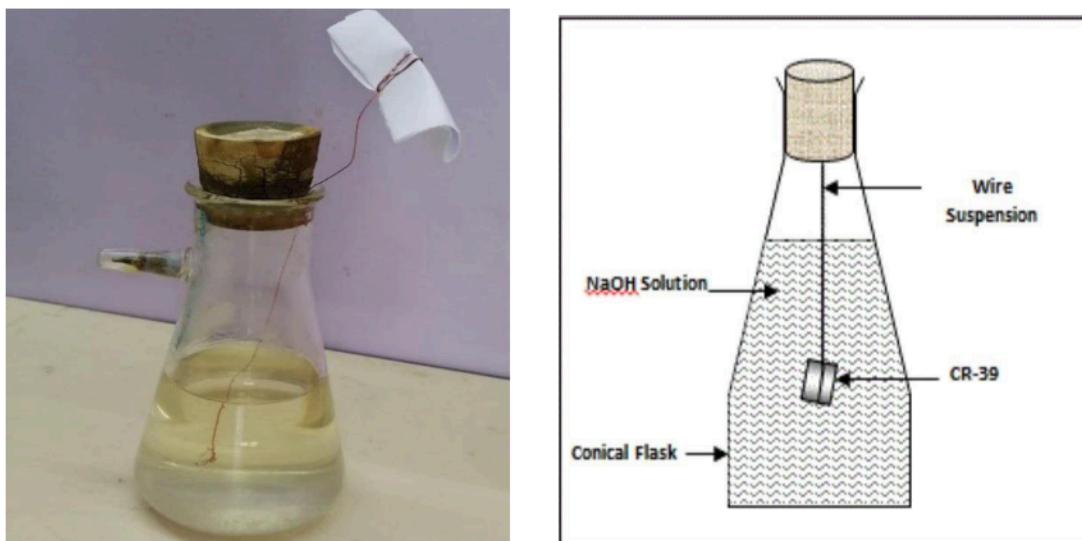 Wire
Suspension
NaOH Solution
CR-39
Conical Flask